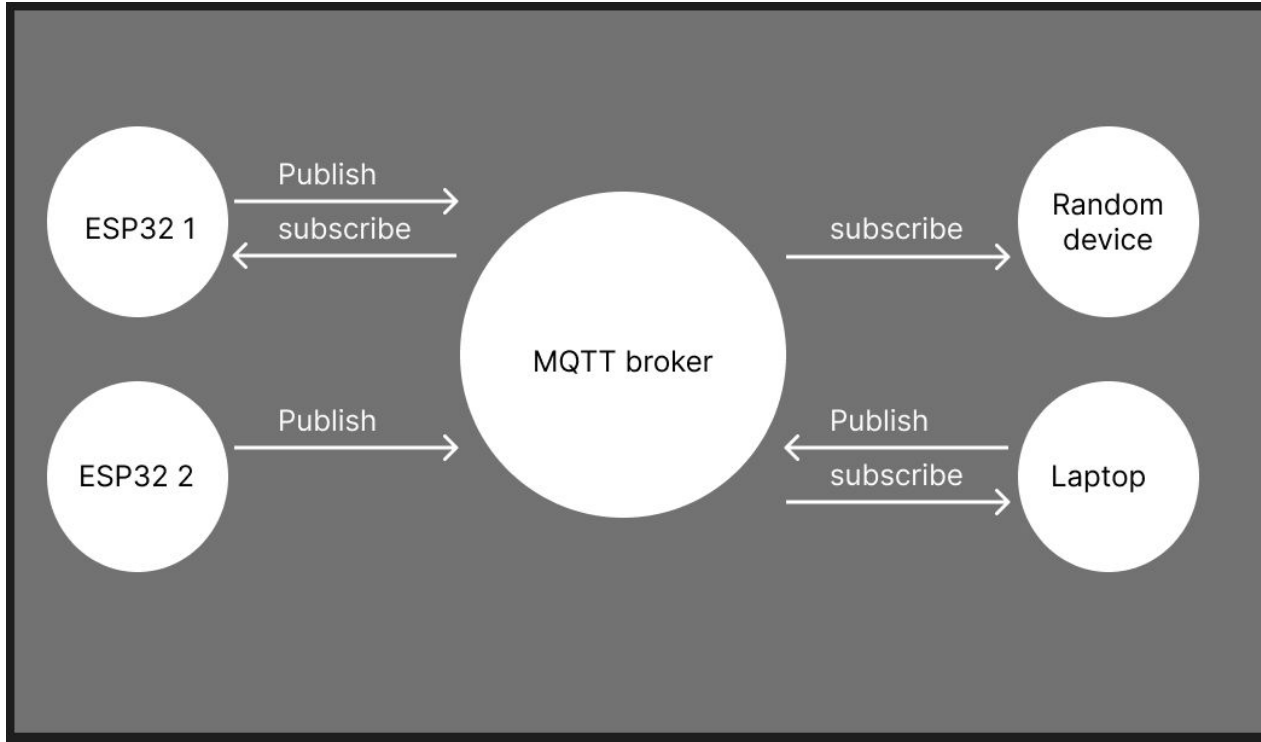 Publish
subscribe
ESP32 1
Publish
ESP32 2
MQTT broker
subscribe
Random
device
Publish
subscribe
Laptop